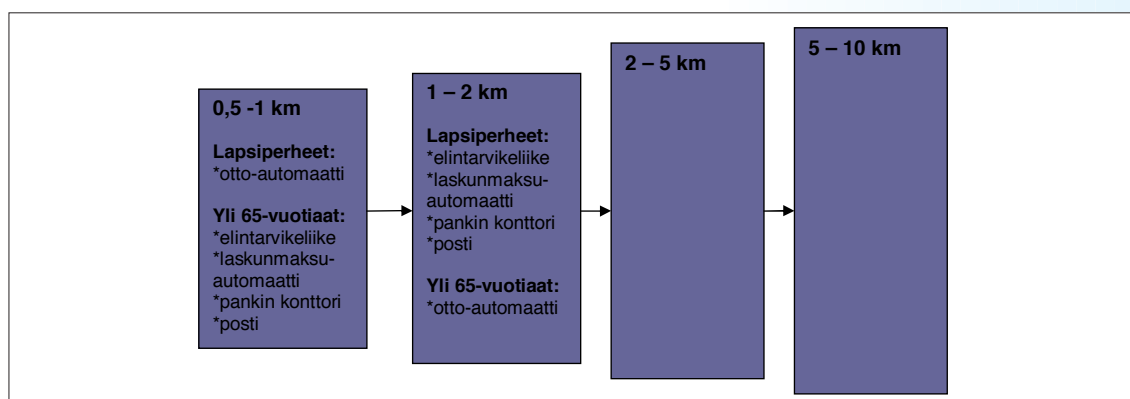 0,5 -1 km
Lapsiperheet:
*otto-automaatti
Yli 65-vuotiaat:
*elintarvikeliike
*laskunmaksu-
automaatti
*pankin konttori
*posti
1 – 2 km
Lapsiperheet:
*elintarvikeliike
*laskunmaksu-
automaatti
*pankin konttori
*posti
Yli 65-vuotiaat:
*otto-automaatti
2 – 5 km
5 – 10 km